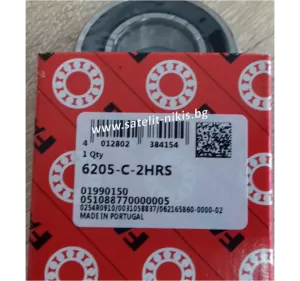 www.satelit-nikis.bg
4 012802 384154
1 Qty
6205-C-2HRS
01990150
051088770000005
0254R0910/0031058837/062165860-0000-02
MADE IN PORTUGAL